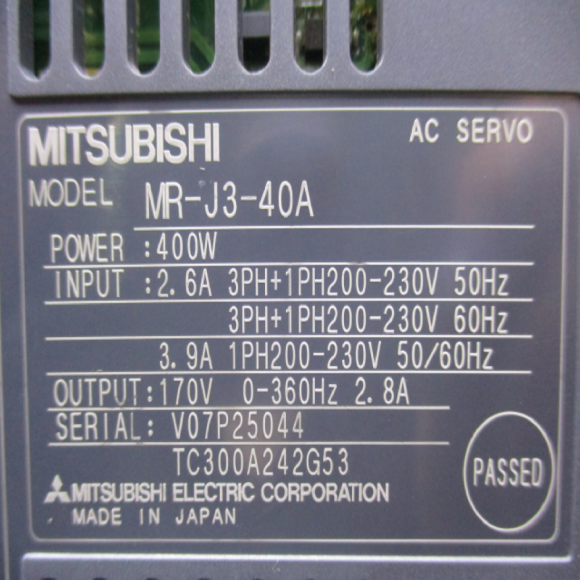 MITSUBISHI AC SERVO
MODEL MR-J3-40A
POWER :400W
INPUT :2.6A 3PH+1PH200-230V 50Hz
3PH+1PH200-230V 60Hz
3.9A 1PH200-230V 50/60Hz
OUTPUT:170V 0-360Hz 2.8A
SERIAL: V07P25044
TC300A242G53
PASSED
MITSUBISHI ELECTRIC CORPORATION
MADE IN JAPAN